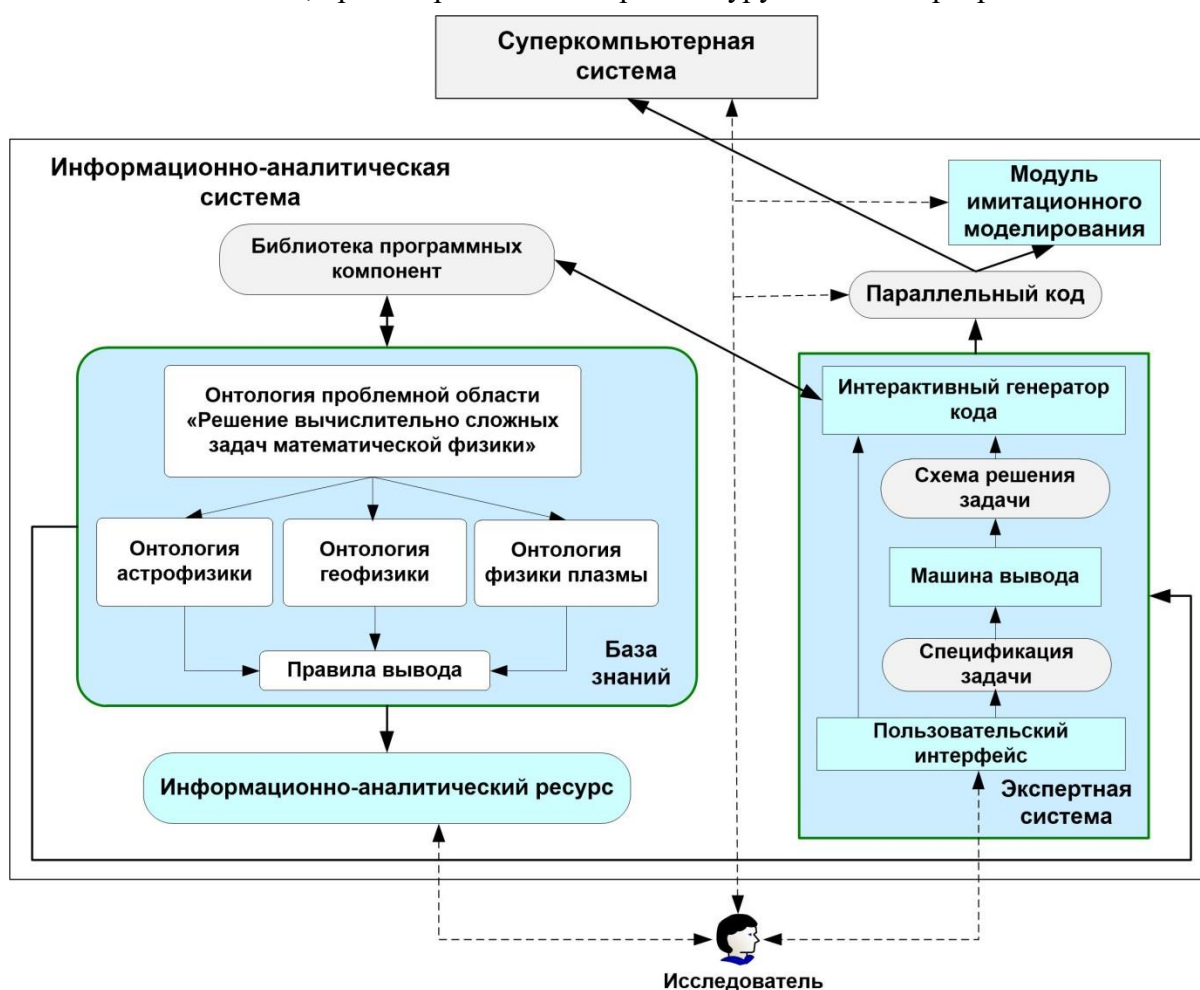 Суперкомпьютерная
система
Информационно-аналитическая
система
Модуль
имитационного
моделирования
Библиотека программных
компонент
Параллельный код
Онтология проблемной области
«Решение вычислительно сложных
задач математической физики»
Интерактивный генератор
кода
Схема решения
задачи
Онтология
астрофизики
Онтология
геофизики
Онтология
физики плазмы
Машина вывода
Правила вывода
База
знаний
Спецификация
задачи
Пользовательский
интерфейс
Информационно-аналитический ресурс
Экспертная
система
Исследователь